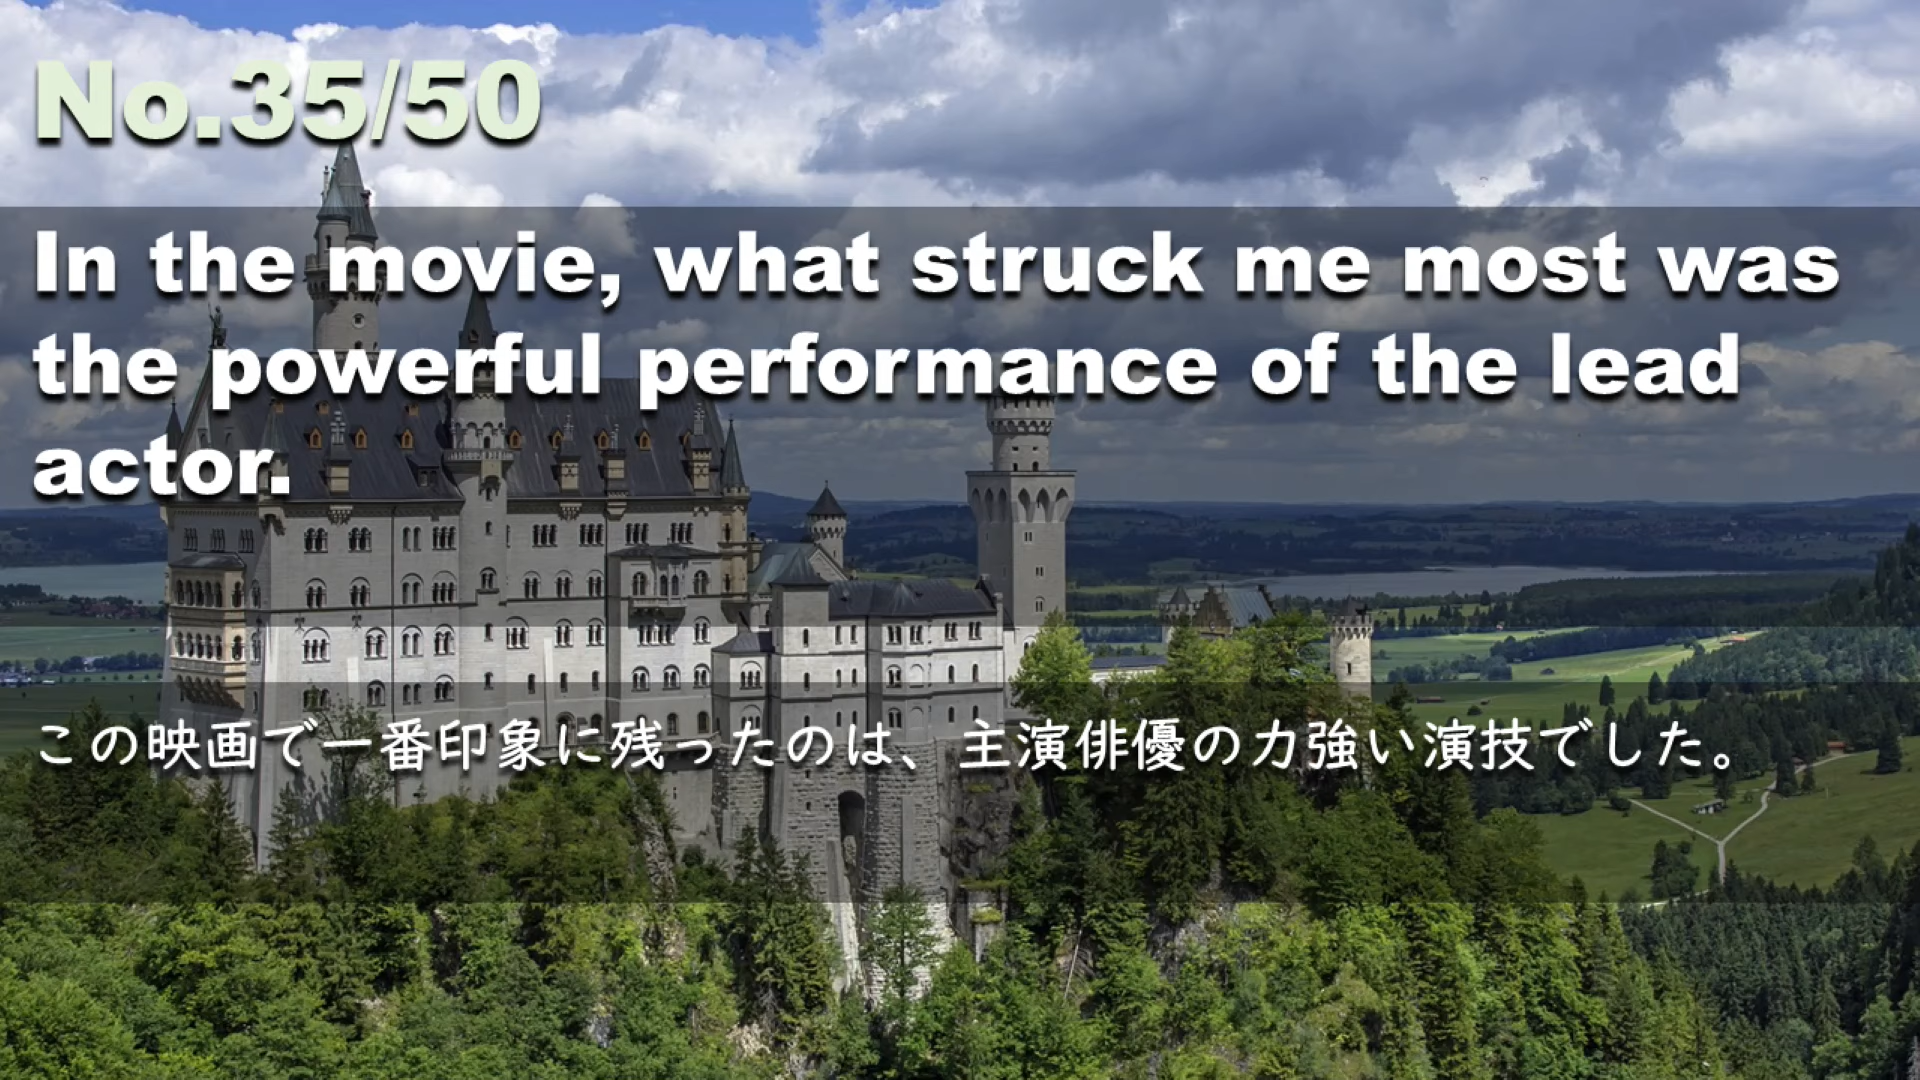 No.35/50
In the movie, what struck me most was
the powerful performance of the lead
actor.
この映画で一番印象に残ったのは、主演俳優の力強い演技でした。